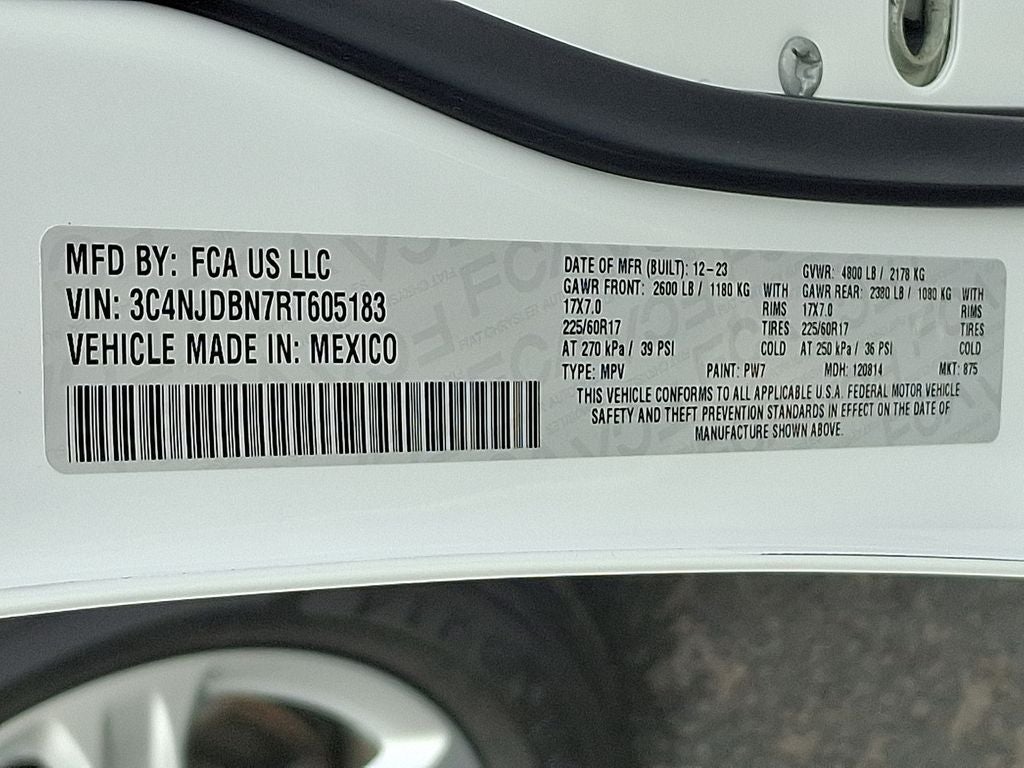 MFD BY: FCA US LLC
VIN: 3C4NJDBN7RT605183
VEHICLE MADE IN: MEXICO
DATE OF MFR (BUILT): 12-23
GVWR: 4800 LB / 2178 KG
GAWR FRONT: 2600 LB / 1180 KG WITH
17X7.0 RIMS
225/60R17 TIRES
AT 270 kPa / 39 PSI COLD
GAWR REAR: 2380 LB / 1080 KG WITH
17X7.0 RIMS
225/60R17 TIRES
AT 250 kPa / 36 PSI COLD
TYPE: MPV PAINT: PW7 MDH: 120814 MKT: 875
THIS VEHICLE CONFORMS TO ALL APPLICABLE U.S.A. FEDERAL MOTOR VEHICLE
SAFETY AND THEFT PREVENTION STANDARDS IN EFFECT ON THE DATE OF
MANUFACTURE SHOWN ABOVE.